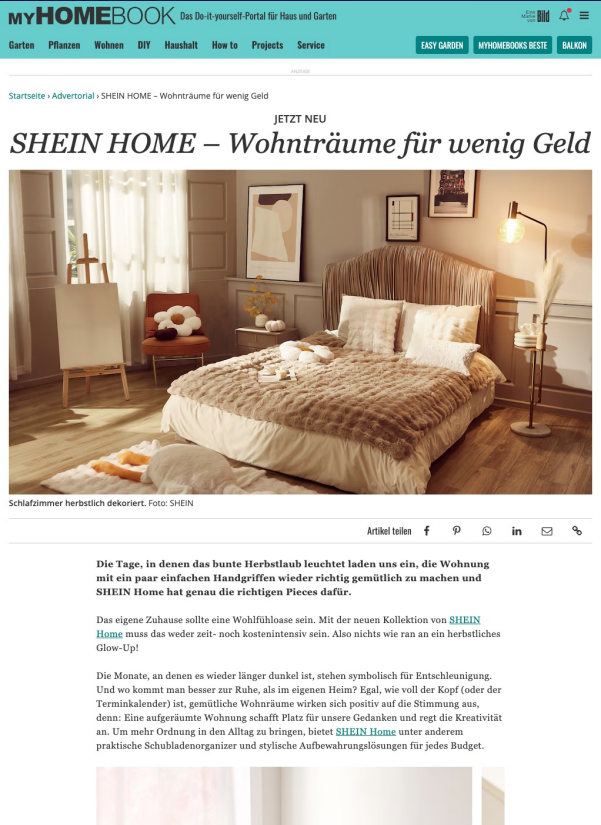 MYHOMEBOOK Das Do-it-yourself-Portal für Haus und Garten
Eine Marke von Bild
Garten Pflanzen Wohnen DIY Haushalt How to Projects Service
EASY GARDEN MYHOMEBOOKS BESTE BALKON
ANZEIGE
Startseite › Advertorial › SHEIN HOME – Wohnträume für wenig Geld
JETZT NEU
SHEIN HOME – Wohnträume für wenig Geld
Schlafzimmer herbstlich dekoriert. Foto: SHEIN
Artikel teilen
Die Tage, in denen das bunte Herbstlaub leuchtet laden uns ein, die Wohnung
mit ein paar einfachen Handgriffen wieder richtig gemütlich zu machen und
SHEIN Home hat genau die richtigen Pieces dafür.
Das eigene Zuhause sollte eine Wohlfühloase sein. Mit der neuen Kollektion von SHEIN
Home muss das weder zeit- noch kostenintensiv sein. Also nichts wie ran an ein herbstliches
Glow-Up!
Die Monate, an denen es wieder länger dunkel ist, stehen symbolisch für Entschleunigung.
Und wo kommt man besser zur Ruhe, als im eigenen Heim? Egal, wie voll der Kopf (oder der
Terminkalender) ist, gemütliche Wohnräume wirken sich positiv auf die Stimmung aus,
denn: Eine aufgeräumte Wohnung schafft Platz für unsere Gedanken und regt die Kreativität
an. Um mehr Ordnung in den Alltag zu bringen, bietet SHEIN Home unter anderem
praktische Schubladenorganizer und stylische Aufbewahrungslösungen für jedes Budget.